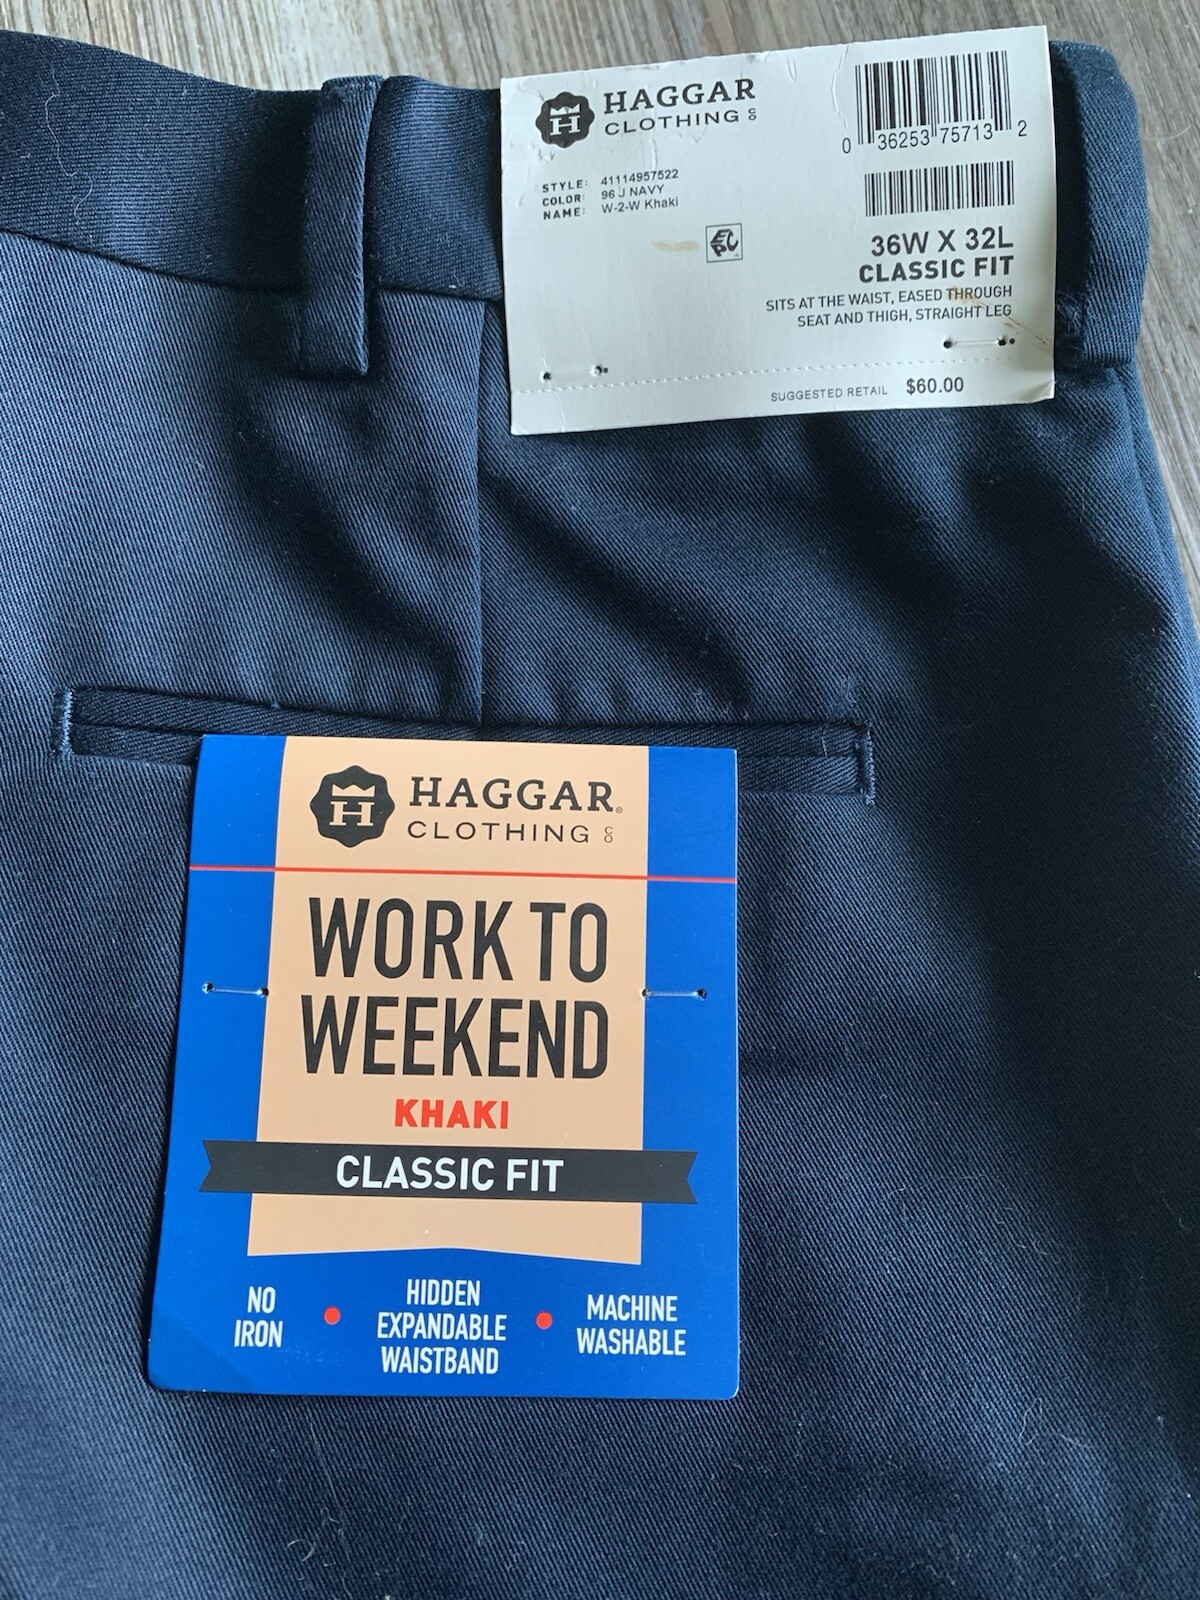 HAGGAR
CLOTHING CO
H
0 36253 75713 2
STYLE: 41114957522
COLOR: 96 J NAVY
NAME: W-2-W Khaki
EPC
36W X 32L
CLASSIC FIT
SITS AT THE WAIST, EASED THROUGH
SEAT AND THIGH, STRAIGHT LEG
SUGGESTED RETAIL $60.00
H
HAGGAR®
CLOTHING CO
WORK TO
WEEKEND
KHAKI
CLASSIC FIT
NO
IRON
HIDDEN
EXPANDABLE
WAISTBAND
MACHINE
WASHABLE